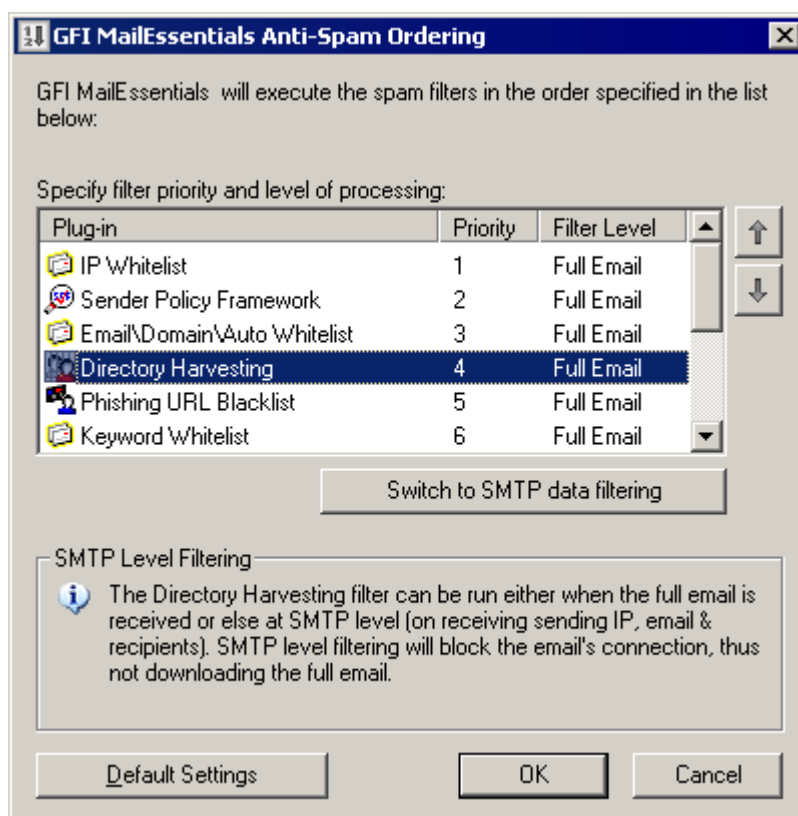 GFI MailEssentials Anti-Spam Ordering
GFI MailEssentials will execute the spam filters in the order specified in the list
below:
Specify filter priority and level of processing:
Plug-in Priority Filter Level
IP Whitelist 1 Full Email
Sender Policy Framework 2 Full Email
Email\Domain\Auto Whitelist 3 Full Email
Directory Harvesting 4 Full Email
Phishing URL Blacklist 5 Full Email
Keyword Whitelist 6 Full Email
Switch to SMTP data filtering
SMTP Level Filtering
The Directory Harvesting filter can be run either when the full email is
received or else at SMTP level (on receiving sending IP, email &
recipients). SMTP level filtering will block the email's connection, thus
not downloading the full email.
Default Settings OK Cancel